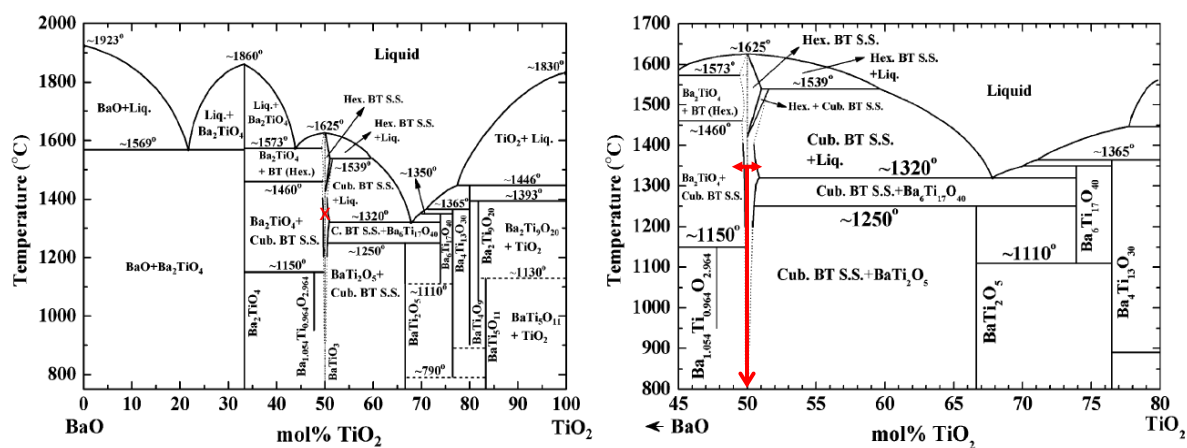 2000
1800
1600
1400
1200
1000
800
Temperature (°C)
~1923°
~1860°
Liquid
~1830°
BaO+Liq.
Liq.+
Ba₂TiO₄
Liq.+
Ba₂TiO₄
Hex. BT S.S.
Hex. BT S.S.
+Liq.
~1625°
TiO₂+ Liq.
~1569°
~1573°
Ba₂TiO₄
+ BT (Hex.)
~1539°
Cub. BT S.S.
+Liq.
~1350°
~1460°
~1365°
~1446°
~1393°
~1320°
C. BT S.S.+Ba₆Ti₁₇O₄₀
Ba₂TiO₄+
Cub. BT S.S.
~1250°
Ba₆Ti₁₇O₄₀
Ba₄Ti₁₃O₃₀
Ba₂Ti₉O₂₀
Ba₂Ti₉O₂₀
+ TiO₂
BaO+Ba₂TiO₄
~1150°
BaTi₂O₅+
Cub. BT S.S.
~1110°
~1130°
Ba₂TiO₄
Ba₁.₀₅₄Ti₀.₉₆₄O₂.₉₆₄
BaTiO₃
BaTi₂O₅
BaTi₄O₉
BaTi₅O₁₁
BaTi₅O₁₁
+ TiO₂
~790°
0 10 20 30 40 50 60 70 80 90 100
BaO
mol% TiO₂
TiO₂
1700
1600
1500
1400
1300
1200
1100
1000
900
800
Temperature (°C)
~1625°
Hex. BT S.S.
Hex. BT S.S.
+Liq.
~1573°
~1539°
Liquid
Ba₂TiO₄
+ BT (Hex.)
Hex. + Cub. BT S.S.
~1460°
Cub. BT S.S.
+Liq.
~1365°
~1320°
Ba₂TiO₄+
Cub. BT S.S.
Cub. BT S.S.+Ba₆Ti₁₇O₄₀
~1250°
Ba₆Ti₁₇O₄₀
~1150°
~1110°
Cub. BT S.S.+BaTi₂O₅
Ba₁.₀₅₄Ti₀.₉₆₄O₂.₉₆₄
BaTi₂O₅
Ba₄Ti₁₃O₃₀
45 50 55 60 65 70 75 80
BaO
mol% TiO₂
TiO₂